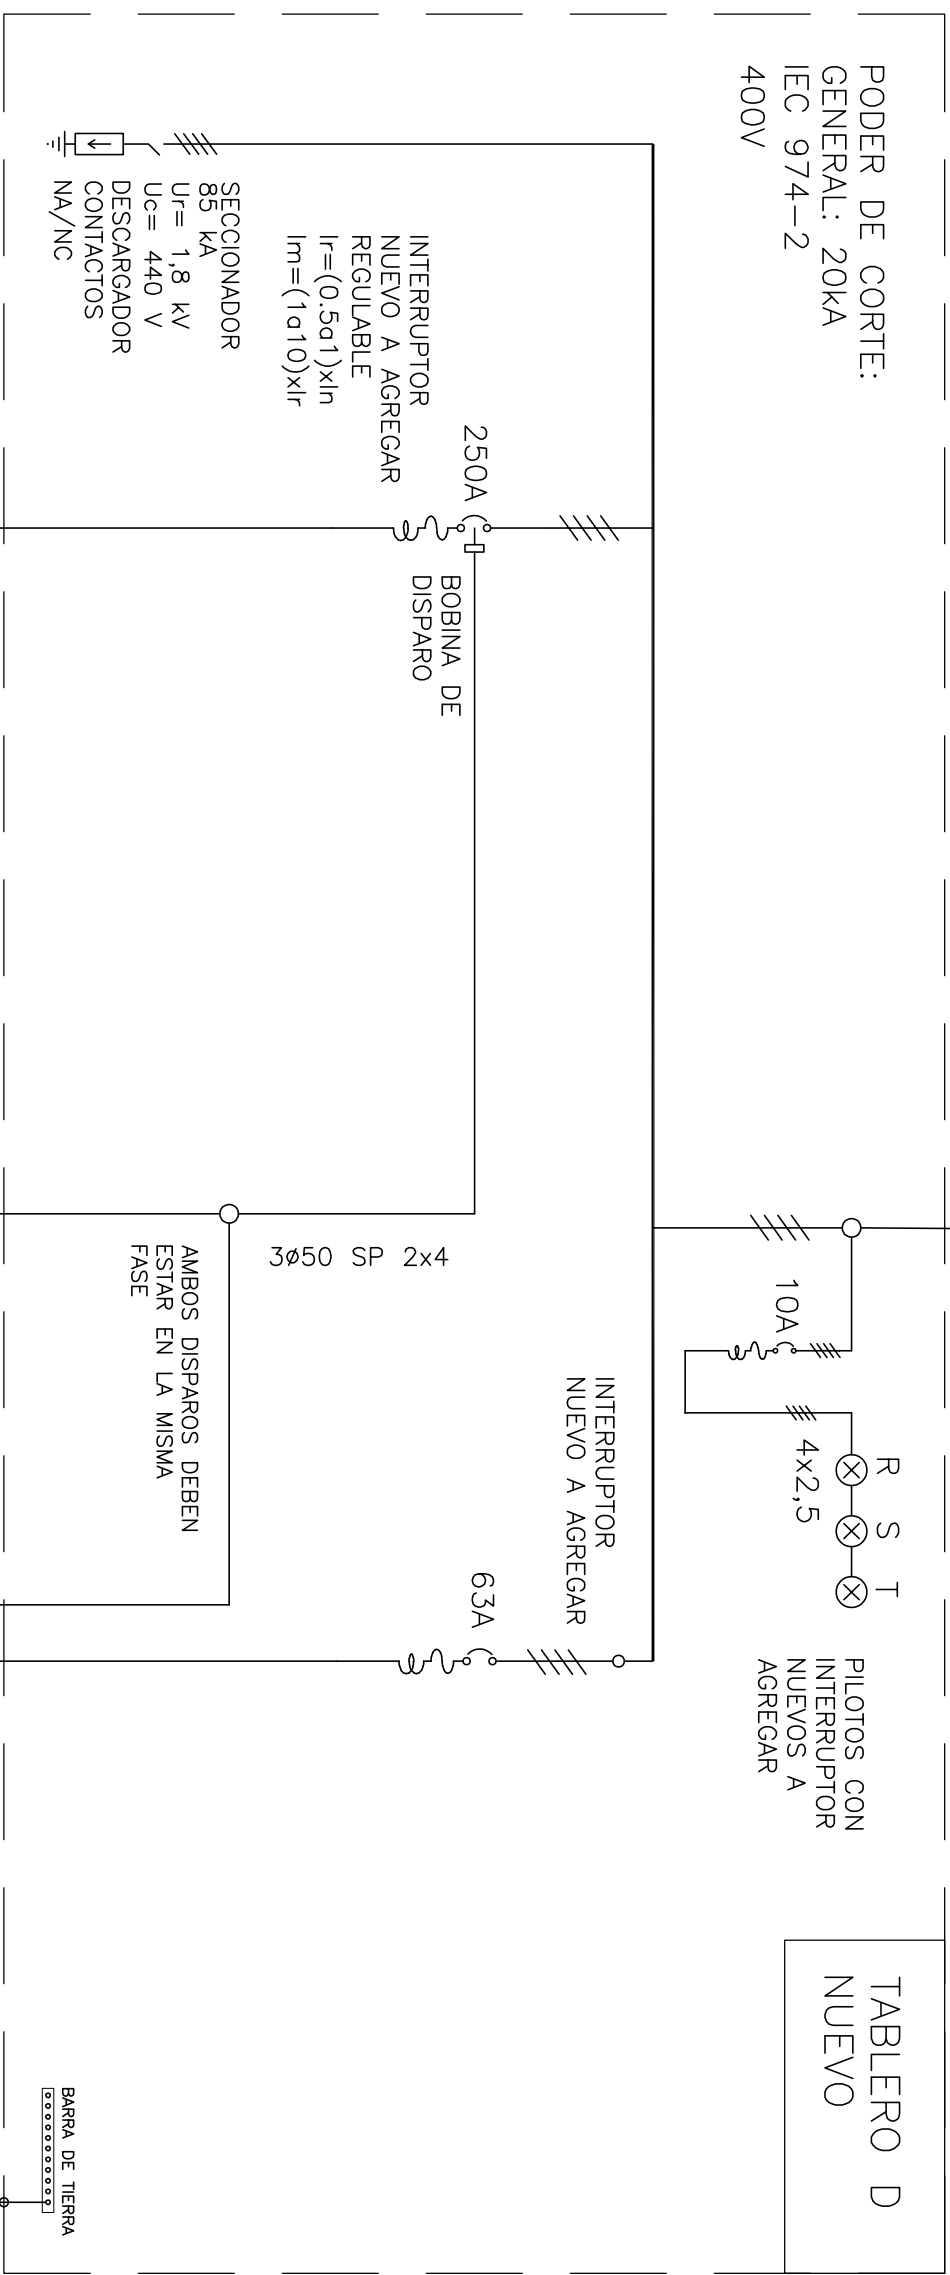 PODER DE CORTE:
GENERAL: 20kA
IEC 974-2
400V
TABLERO D
NUEVO
R S T
10A
4x2,5
PILOTOS CON
INTERRUPTOR
NUEVOS A
AGREGAR
INTERRUPTOR
NUEVO A AGREGAR
63A
250A
INTERRUPTOR
NUEVO A AGREGAR
REGULABLE
Ir=(0.5a1)xIn
Im=(1a10)xIr
BOBINA DE
DISPARO
3ø50 SP 2x4
SECCIONADOR
85 kA
Ur= 1,8 kV
Uc= 440 V
DESCARGADOR
CONTACTOS
NA/NC
AMBOS DISPAROS DEBEN
ESTAR EN LA MISMA
FASE
BARRA DE TIERRA